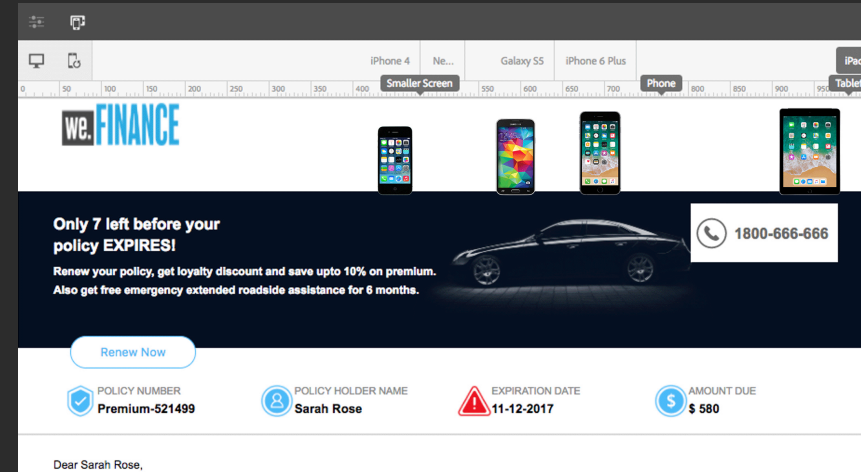 iPhone 4 Ne... Galaxy S5 iPhone 6 Plus iPac
Smaller Screen Phone Tablet
0 50 100 150 200 250 300 350 400 550 600 650 700 800 850 900 950
we.FINANCE
Only 7 left before your
policy EXPIRES!
1800-666-666
Renew your policy, get loyalty discount and save upto 10% on premium.
Also get free emergency extended roadside assistance for 6 months.
Renew Now
POLICY NUMBER POLICY HOLDER NAME EXPIRATION DATE AMOUNT DUE
Premium-521499 Sarah Rose 11-12-2017 $ 580
Dear Sarah Rose,